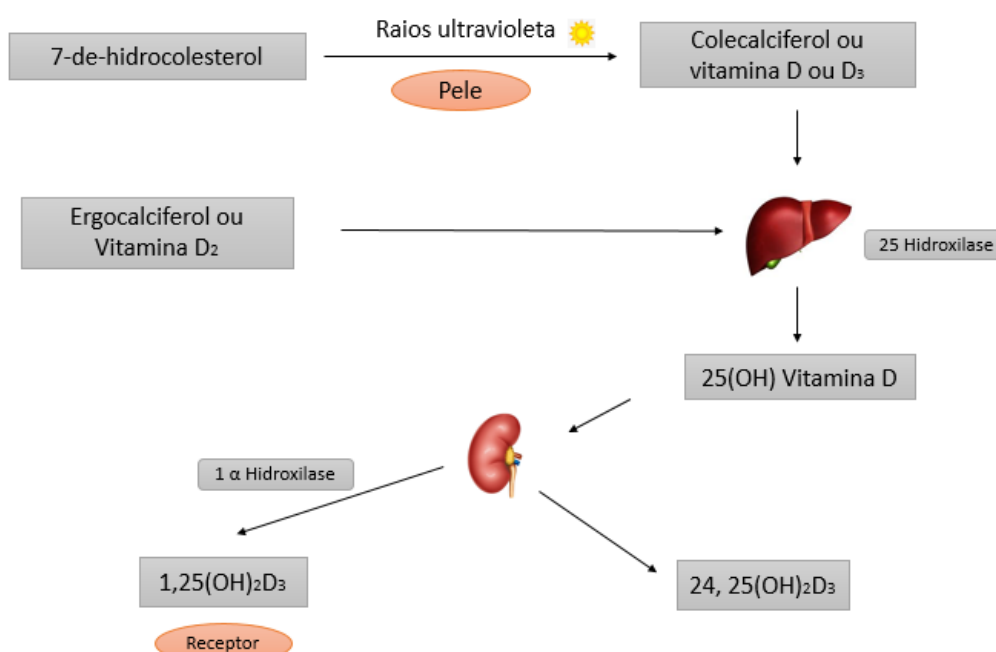 7-de-hidrocolesterol
Raios ultravioleta
Pele
Colecalciferol ou
vitamina D ou D₃
Ergocalciferol ou
Vitamina D₂
25 Hidroxilase
25(OH) Vitamina D
1 α Hidroxilase
1,25(OH)₂D₃
24, 25(OH)₂D₃
Receptor